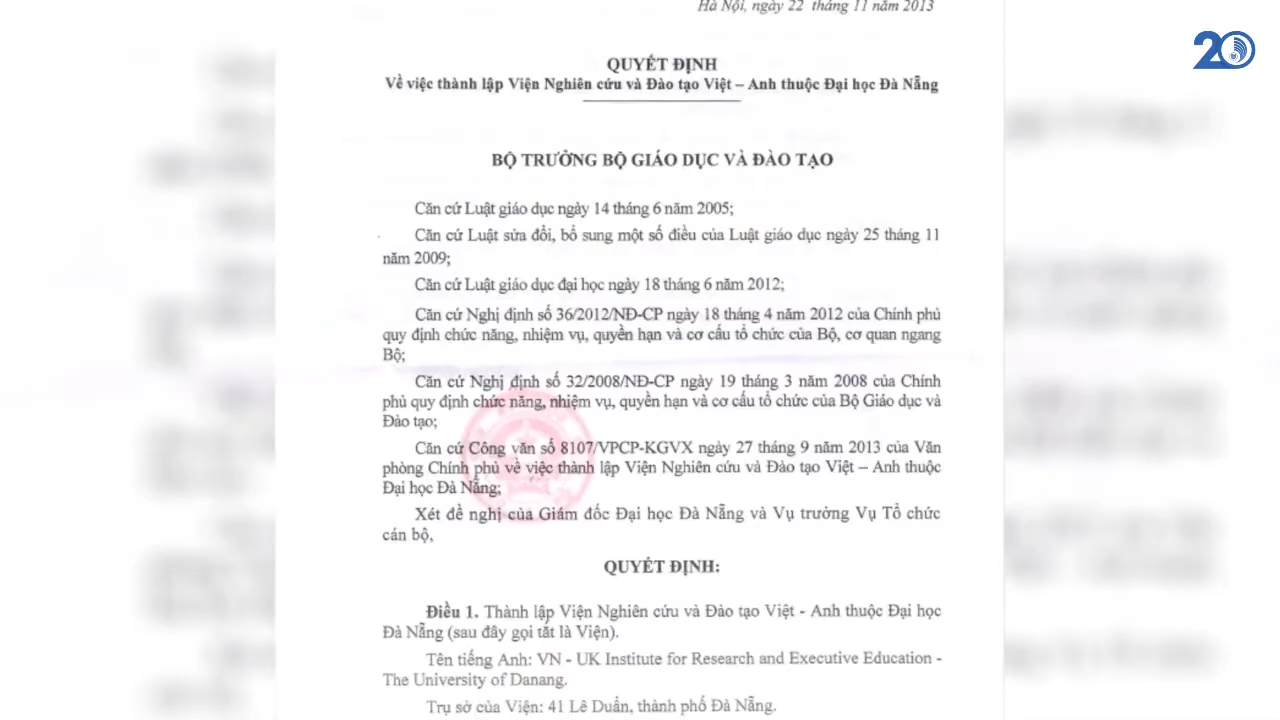 Hà Nội, ngày 22 tháng 11 năm 2013
20
QUYẾT ĐỊNH
Về việc thành lập Viện Nghiên cứu và Đào tạo Việt – Anh thuộc Đại học Đà Nẵng
BỘ TRƯỞNG BỘ GIÁO DỤC VÀ ĐÀO TẠO
Căn cứ Luật giáo dục ngày 14 tháng 6 năm 2005;
Căn cứ Luật sửa đổi, bổ sung một số điều của Luật giáo dục ngày 25 tháng 11
năm 2009;
Căn cứ Luật giáo dục đại học ngày 18 tháng 6 năm 2012;
Căn cứ Nghị định số 36/2012/NĐ-CP ngày 18 tháng 4 năm 2012 của Chính phủ
quy định chức năng, nhiệm vụ, quyền hạn và cơ cấu tổ chức của Bộ, cơ quan ngang
Bộ;
Căn cứ Nghị định số 32/2008/NĐ-CP ngày 19 tháng 3 năm 2008 của Chính
phủ quy định chức năng, nhiệm vụ, quyền hạn và cơ cấu tổ chức của Bộ Giáo dục và
Đào tạo;
Căn cứ Công văn số 8107/VPCP-KGVX ngày 27 tháng 9 năm 2013 của Văn
phòng Chính phủ về việc thành lập Viện Nghiên cứu và Đào tạo Việt – Anh thuộc
Đại học Đà Nẵng;
Xét đề nghị của Giám đốc Đại học Đà Nẵng và Vụ trưởng Vụ Tổ chức
cán bộ,
QUYẾT ĐỊNH:
Điều 1. Thành lập Viện Nghiên cứu và Đào tạo Việt - Anh thuộc Đại học
Đà Nẵng (sau đây gọi tắt là Viện).
Tên tiếng Anh: VN - UK Institute for Research and Executive Education -
The University of Danang.
Trụ sở của Viện: 41 Lê Duẩn, thành phố Đà Nẵng.